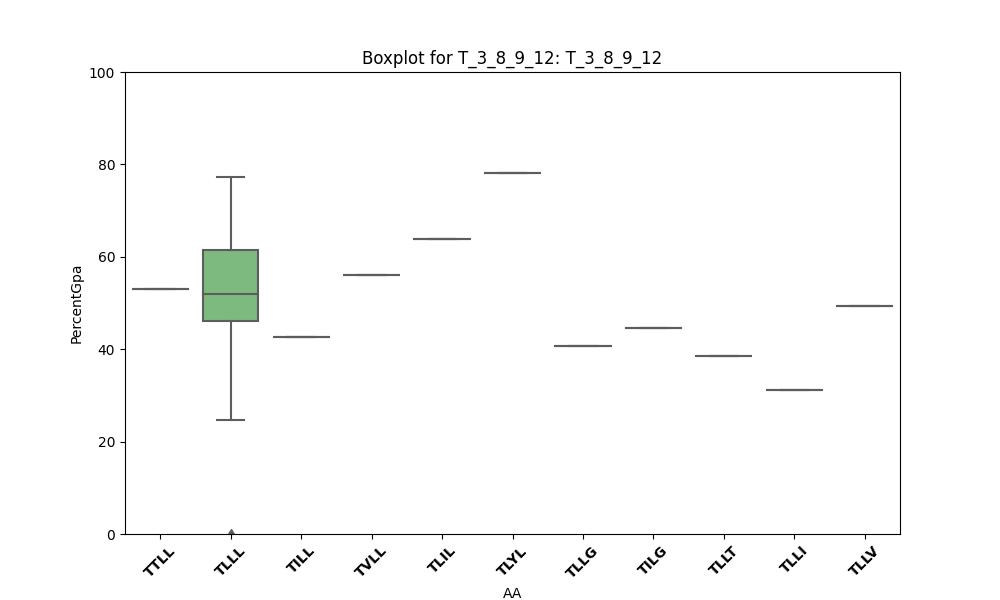 Boxplot for T_3_8_9_12: T_3_8_9_12
100
80
60
40
20
0
PercentGpa
TTLL
TLLL
TILL
TVLL
TLIL
TLYL
TLLG
TILG
TLLT
TLLI
TLLV
AA